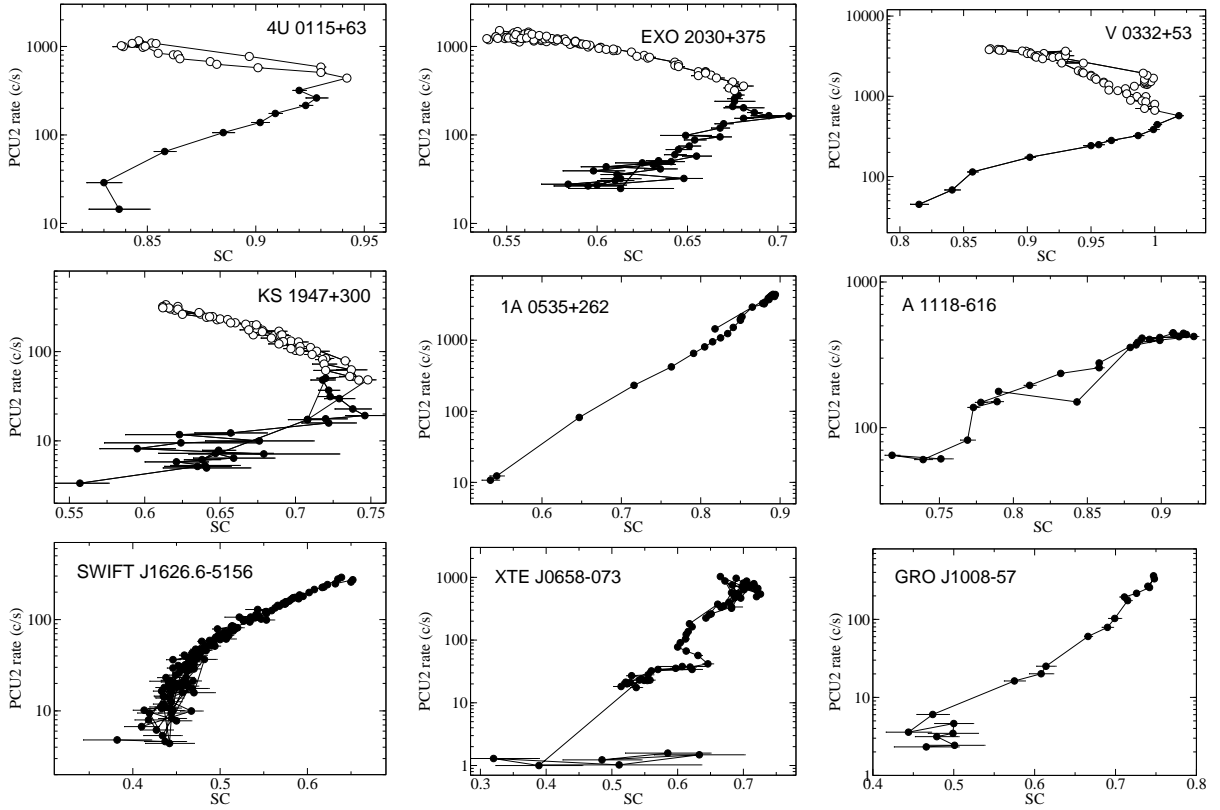 4U 0115+63
PCU2 rate (c/s)
1000
100
10
0.85 0.9 0.95
SC
EXO 2030+375
PCU2 rate (c/s)
1000
100
10
0.55 0.6 0.65 0.7
SC
V 0332+53
PCU2 rate (c/s)
10000
1000
100
0.8 0.85 0.9 0.95 1
SC
KS 1947+300
PCU2 rate (c/s)
100
10
0.55 0.6 0.65 0.7 0.75
SC
1A 0535+262
PCU2 rate (c/s)
1000
100
10
0.6 0.7 0.8 0.9
SC
A 1118-616
PCU2 rate (c/s)
1000
100
0.75 0.8 0.85 0.9
SC
SWIFT J1626.6-5156
PCU2 rate (c/s)
100
10
0.4 0.5 0.6
SC
XTE J0658-073
PCU2 rate (c/s)
1000
100
10
1
0.3 0.4 0.5 0.6 0.7
SC
GRO J1008-57
PCU2 rate (c/s)
100
10
1
0.4 0.5 0.6 0.7 0.8
SC